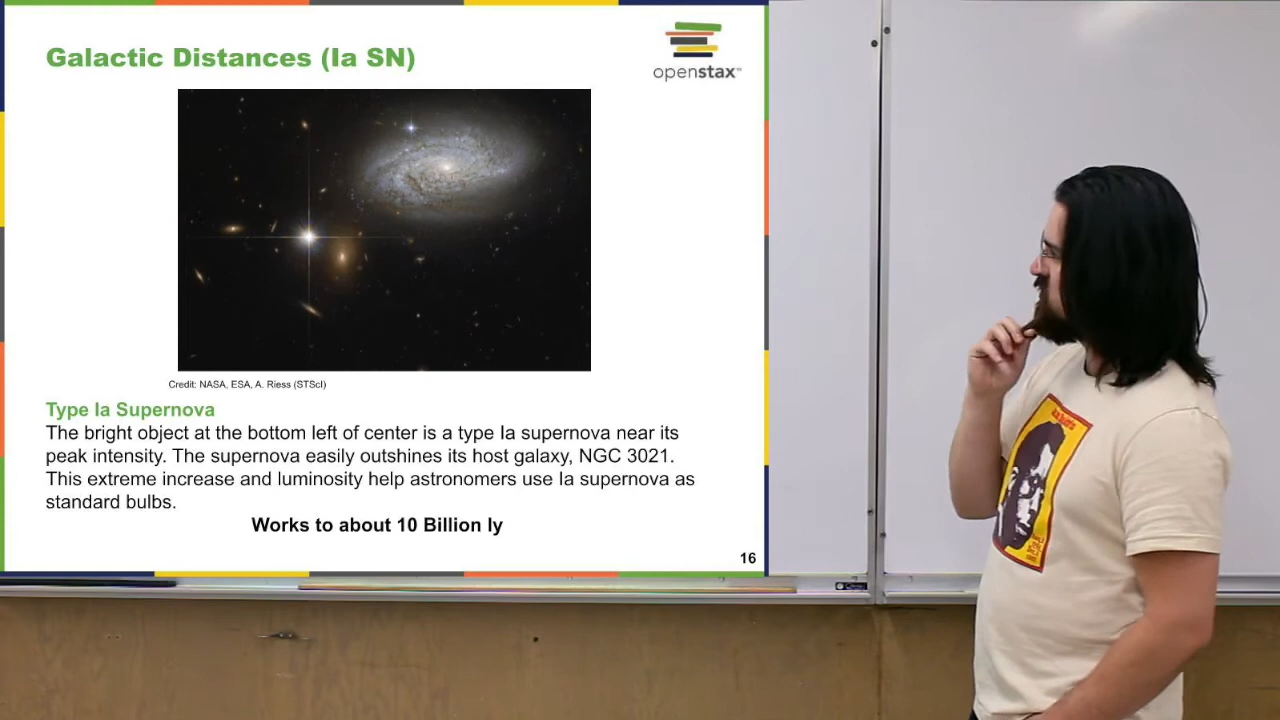 Galactic Distances (Ia SN)
openstax™
Credit: NASA, ESA, A. Riess (STScI)
Type Ia Supernova
The bright object at the bottom left of center is a type Ia supernova near its
peak intensity. The supernova easily outshines its host galaxy, NGC 3021.
This extreme increase and luminosity help astronomers use Ia supernova as
standard bulbs.
Works to about 10 Billion ly
16